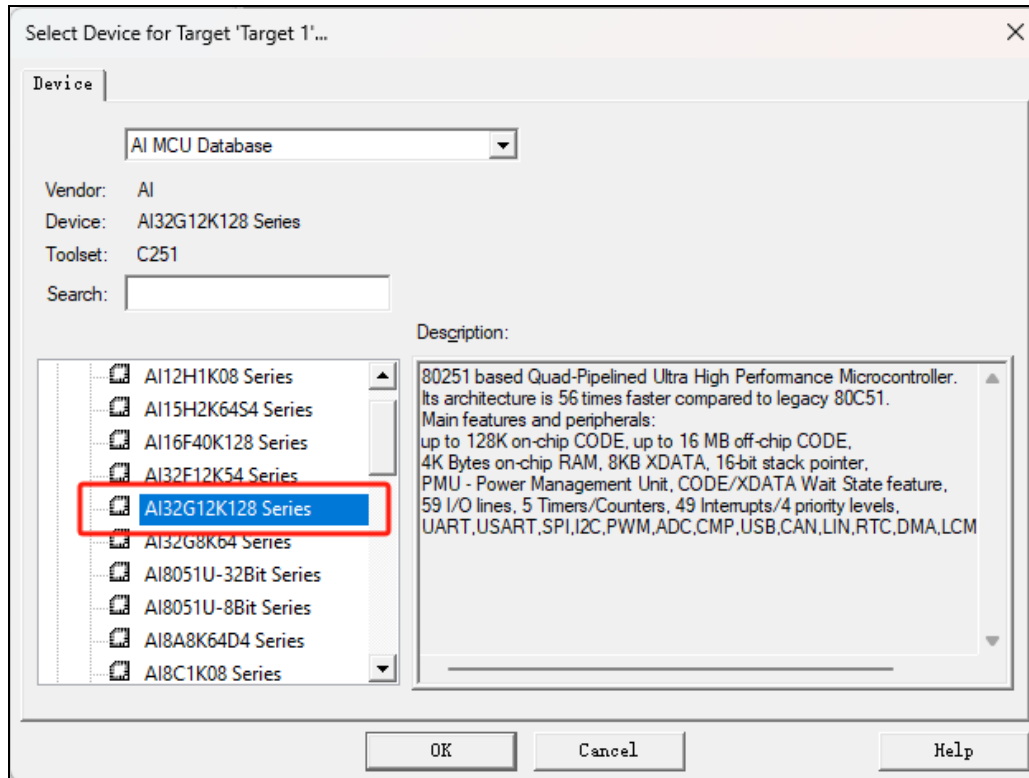 Select Device for Target 'Target 1'...
Device
AI MCU Database
Vendor: AI
Device: AI32G12K128 Series
Toolset: C251
Search:
Description:
AI12H1K08 Series
AI15H2K64S4 Series
AI16F40K128 Series
AI32F12K54 Series
AI32G12K128 Series
AI32G8K64 Series
AI8051U-32Bit Series
AI8051U-8Bit Series
AI8A8K64D4 Series
AI8C1K08 Series
80251 based Quad-Pipelined Ultra High Performance Microcontroller.
Its architecture is 56 times faster compared to legacy 80C51.
Main features and peripherals:
up to 128K on-chip CODE, up to 16 MB off-chip CODE,
4K Bytes on-chip RAM, 8KB XDATA, 16-bit stack pointer,
PMU - Power Management Unit, CODE/XDATA Wait State feature,
59 I/O lines, 5 Timers/Counters, 49 Interrupts/4 priority levels,
UART,USART,SPI,I2C,PWM,ADC,CMP,USB,CAN,LIN,RTC,DMA,LCM
OK
Cancel
Help